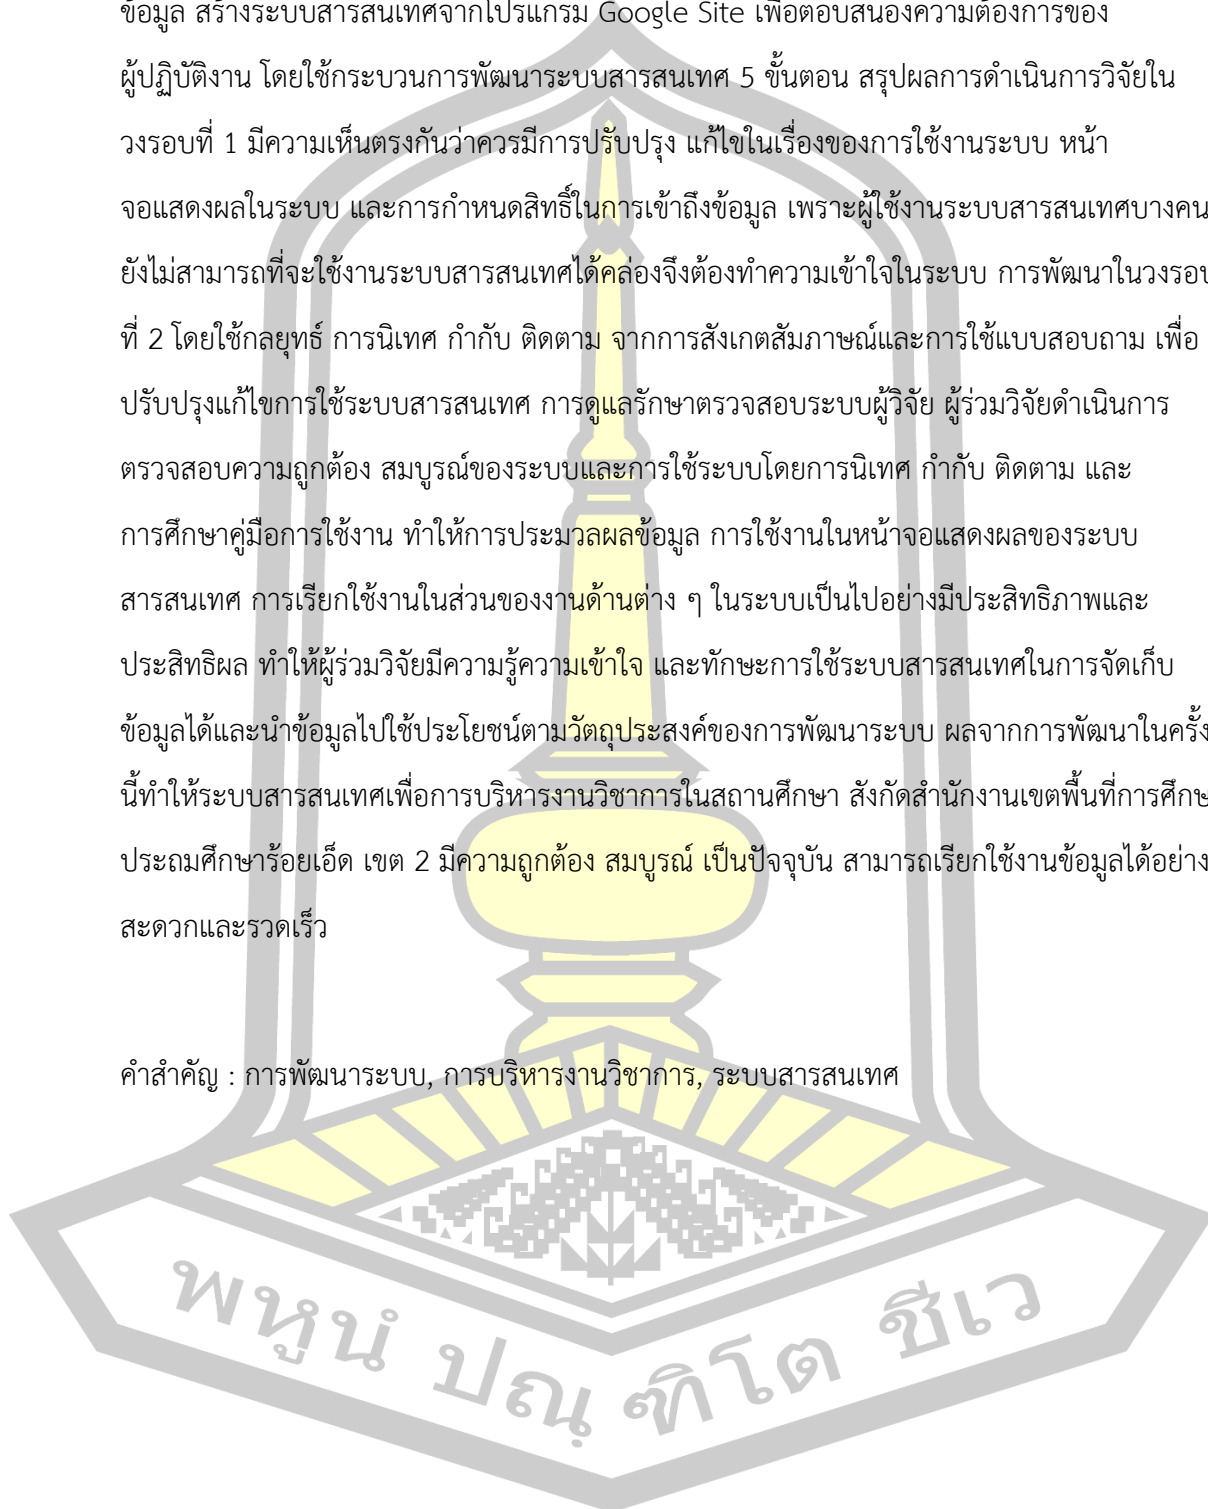 ข้อมูล สร้างระบบสารสนเทศจากโปรแกรม Google Site เพื่อตอบสนองความต้องการของ
ผู้ปฏิบัติงาน โดยใช้กระบวนการพัฒนาระบบสารสนเทศ 5 ขั้นตอน สรุปผลการดำเนินการวิจัยใน
วงรอบที่ 1 มีความเห็นตรงกันว่าควรมีการปรับปรุง แก้ไขในเรื่องของการใช้งานระบบ หน้า
จอแสดงผลในระบบ และการกำหนดสิทธิ์ในการเข้าถึงข้อมูล เพราะผู้ใช้งานระบบสารสนเทศบางคน
ยังไม่สามารถที่จะใช้งานระบบสารสนเทศได้คล่องจึงต้องทำความเข้าใจในระบบ การพัฒนาในวงรอบ
ที่ 2 โดยใช้กลยุทธ์ การนิเทศ กำกับ ติดตาม จากการสังเกตสัมภาษณ์และการใช้แบบสอบถาม เพื่อ
ปรับปรุงแก้ไขการใช้ระบบสารสนเทศ การดูแลรักษาตรวจสอบระบบผู้วิจัย ผู้ร่วมวิจัยดำเนินการ
ตรวจสอบความถูกต้อง สมบูรณ์ของระบบและการใช้ระบบโดยการนิเทศ กำกับ ติดตาม และ
การศึกษาคู่มือการใช้งาน ทำให้การประมวลผลข้อมูล การใช้งานในหน้าจอแสดงผลของระบบ
สารสนเทศ การเรียกใช้งานในส่วนของงานด้านต่าง ๆ ในระบบเป็นไปอย่างมีประสิทธิภาพและ
ประสิทธิผล ทำให้ผู้ร่วมวิจัยมีความรู้ความเข้าใจ และทักษะการใช้ระบบสารสนเทศในการจัดเก็บ
ข้อมูลได้และนำข้อมูลไปใช้ประโยชน์ตามวัตถุประสงค์ของการพัฒนาระบบ ผลจากการพัฒนาในครั้ง
นี้ทำให้ระบบสารสนเทศเพื่อการบริหารงานวิชาการในสถานศึกษา สังกัดสำนักงานเขตพื้นที่การศึกษ
ประถมศึกษาร้อยเอ็ด เขต 2 มีความถูกต้อง สมบูรณ์ เป็นปัจจุบัน สามารถเรียกใช้งานข้อมูลได้อย่าง
สะดวกและรวดเร็ว
คำสำคัญ : การพัฒนาระบบ, การบริหารงานวิชาการ, ระบบสารสนเทศ
พหูนํ ปณฺฑิโต ชีเว